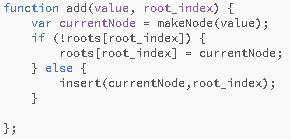 function add(value, root_index) {
    var currentNode = makeNode(value);
    if (!roots[root_index]) {
        roots[root_index] = currentNode;
    } else {
        insert(currentNode,root_index);
    }

};